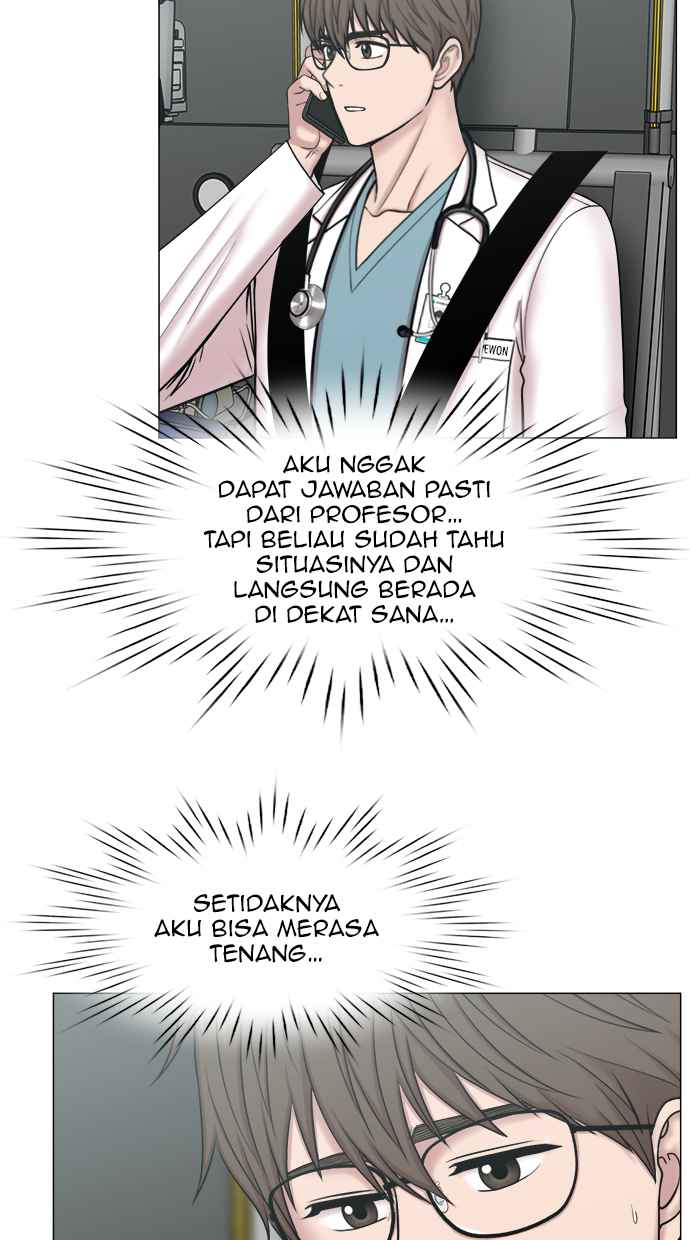 EWON
AKU NGGAK
DAPAT JAWABAN PASTI
DARI PROFESOR...
TAPI BELIAU SUDAH TAHU
SITUASINYA DAN
LANGSUNG BERADA
DI DEKAT SANA...
SETIDAKNYA
AKU BISA MERASA
TENANG...